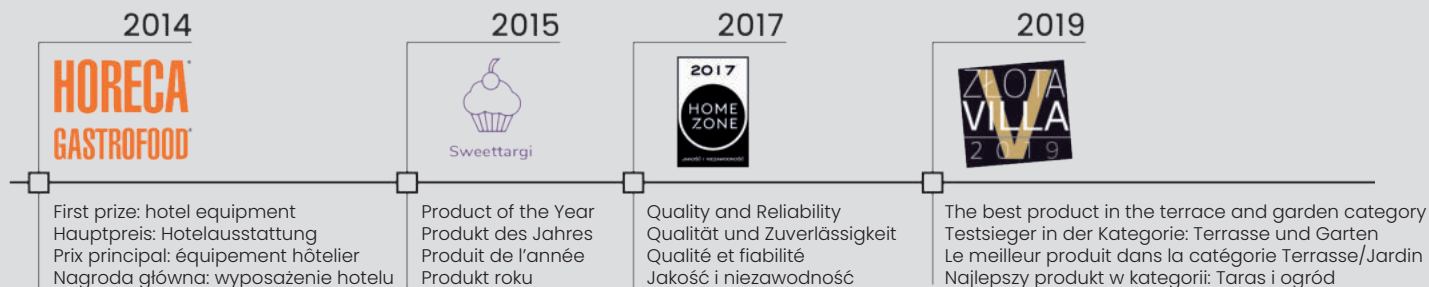 2014
HORECA
GASTROFOOD
First prize: hotel equipment
Hauptpreis: Hotelausstattung
Prix principal: équipement hôtelier
Nagroda główna: wyposażenie hotelu
2015
Sweettargi
Product of the Year
Produkt des Jahres
Produit de l'année
Produkt roku
2017
2017
HOME
ZONE
JAKOŚĆ I NIEZAWODNOŚĆ
Quality and Reliability
Qualität und Zuverlässigkeit
Qualité et fiabilité
Jakość i niezawodność
2019
ZŁOTA
VILLA
2019
The best product in the terrace and garden category
Testsieger in der Kategorie: Terrasse und Garten
Le meilleur produit dans la catégorie Terrasse/Jardin
Najlepszy produkt w kategorii: Taras i ogród